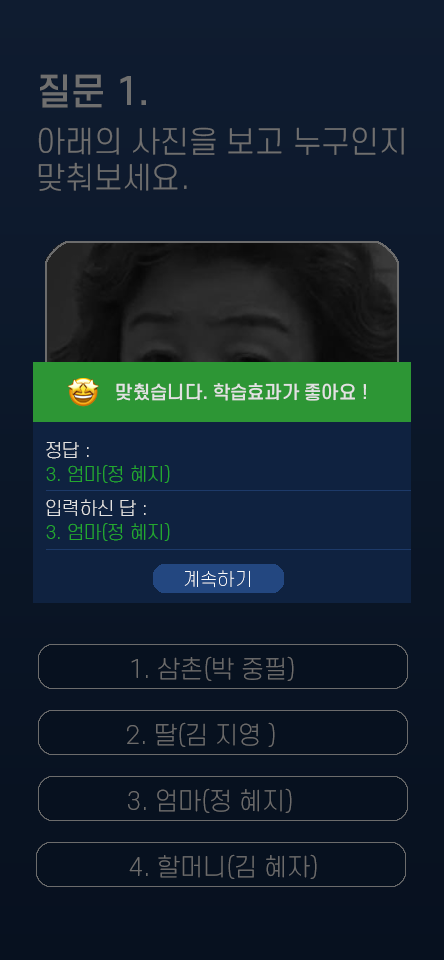 질문 1.
아래의 사진을 보고 누구인지
맞춰보세요.
맞췄습니다. 학습효과가 좋아요 !
정답 :
3. 엄마(정 혜지)
입력하신 답 :
3. 엄마(정 혜지)
계속하기
1. 삼촌(박 중필)
2. 딸(김 지영 )
3. 엄마(정 혜지)
4. 할머니(김 혜자)